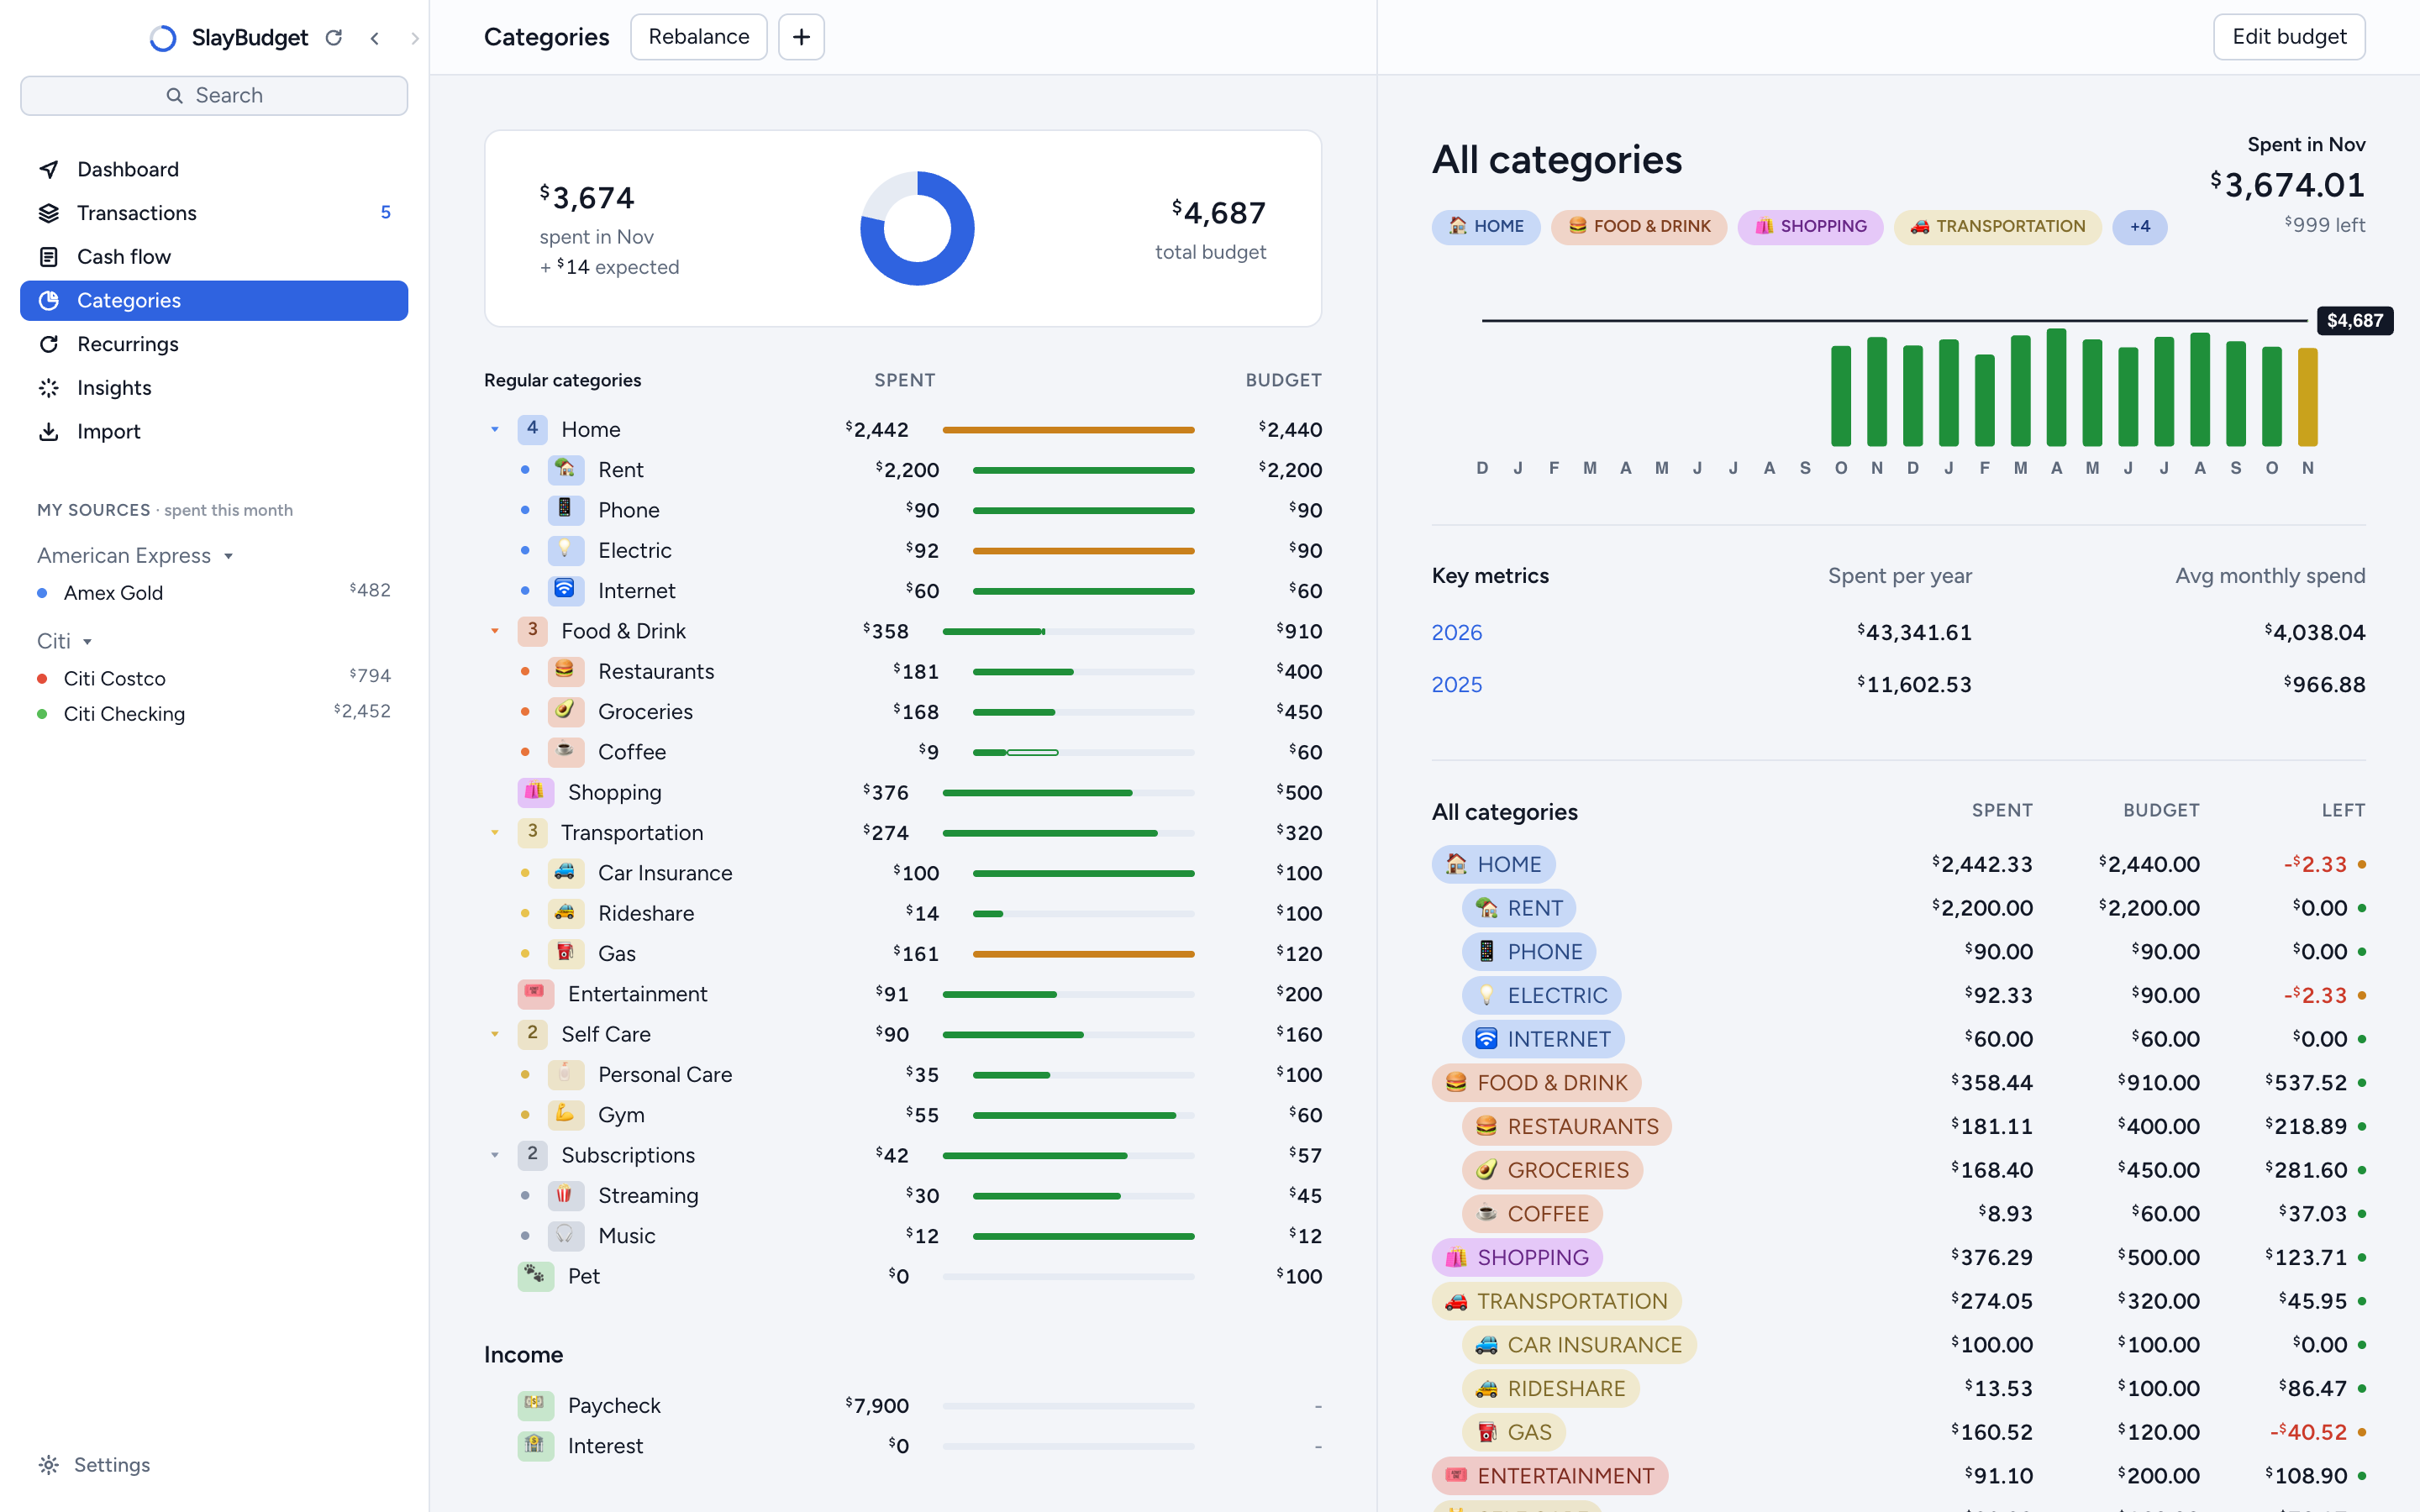 SlayBudget
Search
Dashboard
Transactions 5
Cash flow
Categories
Recurrings
Insights
Import
MY SOURCES · spent this month
American Express
Amex Gold $482
Citi
Citi Costco $794
Citi Checking $2,452
Settings
Categories Rebalance +
$3,674
spent in Nov
+ $14 expected
$4,687
total budget
Regular categories SPENT BUDGET
4 Home $2,442 $2,440
Rent $2,200 $2,200
Phone $90 $90
Electric $92 $90
Internet $60 $60
3 Food & Drink $358 $910
Restaurants $181 $400
Groceries $168 $450
Coffee $9 $60
Shopping $376 $500
3 Transportation $274 $320
Car Insurance $100 $100
Rideshare $14 $100
Gas $161 $120
Entertainment $91 $200
2 Self Care $90 $160
Personal Care $35 $100
Gym $55 $60
2 Subscriptions $42 $57
Streaming $30 $45
Music $12 $12
Pet $0 $100
Income
Paycheck $7,900 -
Interest $0 -
Edit budget
All categories
Spent in Nov
$3,674.01
$999 left
HOME FOOD & DRINK SHOPPING TRANSPORTATION +4
$4,687
D J F M A M J J A S O N D J F M A M J J A S O N
Key metrics Spent per year Avg monthly spend
2026 $43,341.61 $4,038.04
2025 $11,602.53 $966.88
All categories SPENT BUDGET LEFT
HOME $2,442.33 $2,440.00 -$2.33
RENT $2,200.00 $2,200.00 $0.00
PHONE $90.00 $90.00 $0.00
ELECTRIC $92.33 $90.00 -$2.33
INTERNET $60.00 $60.00 $0.00
FOOD & DRINK $358.44 $910.00 $537.52
RESTAURANTS $181.11 $400.00 $218.89
GROCERIES $168.40 $450.00 $281.60
COFFEE $8.93 $60.00 $37.03
SHOPPING $376.29 $500.00 $123.71
TRANSPORTATION $274.05 $320.00 $45.95
CAR INSURANCE $100.00 $100.00 $0.00
RIDESHARE $13.53 $100.00 $86.47
GAS $160.52 $120.00 -$40.52
ENTERTAINMENT $91.10 $200.00 $108.90